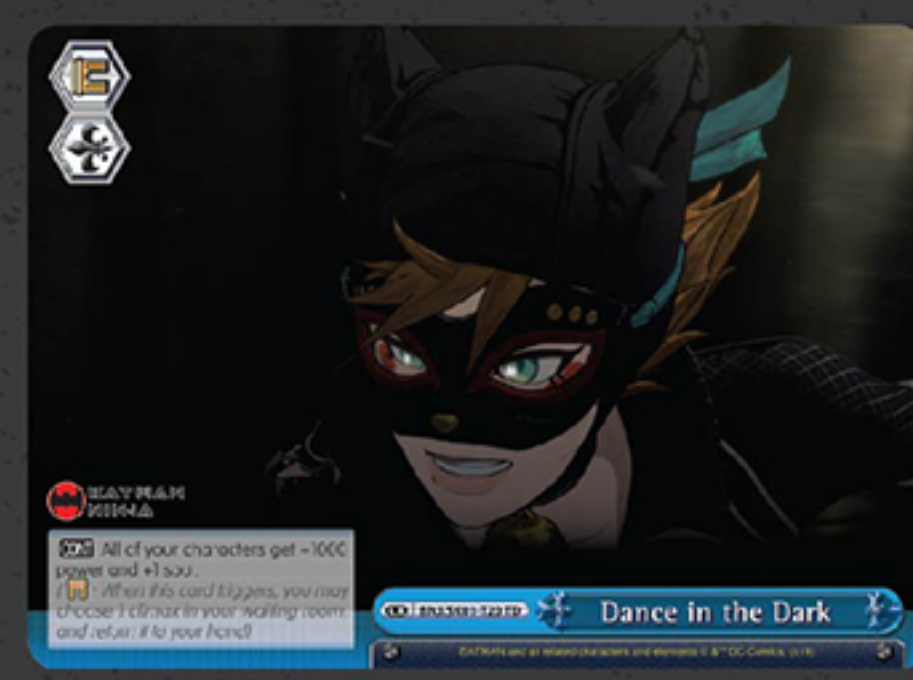 BATMAN
NINJA
CONT All of your characters get +1000
power and +1 soul.
When this card triggers, you may
choose 1 climax in your waiting room
and return it to your hand)
CC
Dance in the Dark
BATMAN and all related characters and elements © & ™ DC Comics.